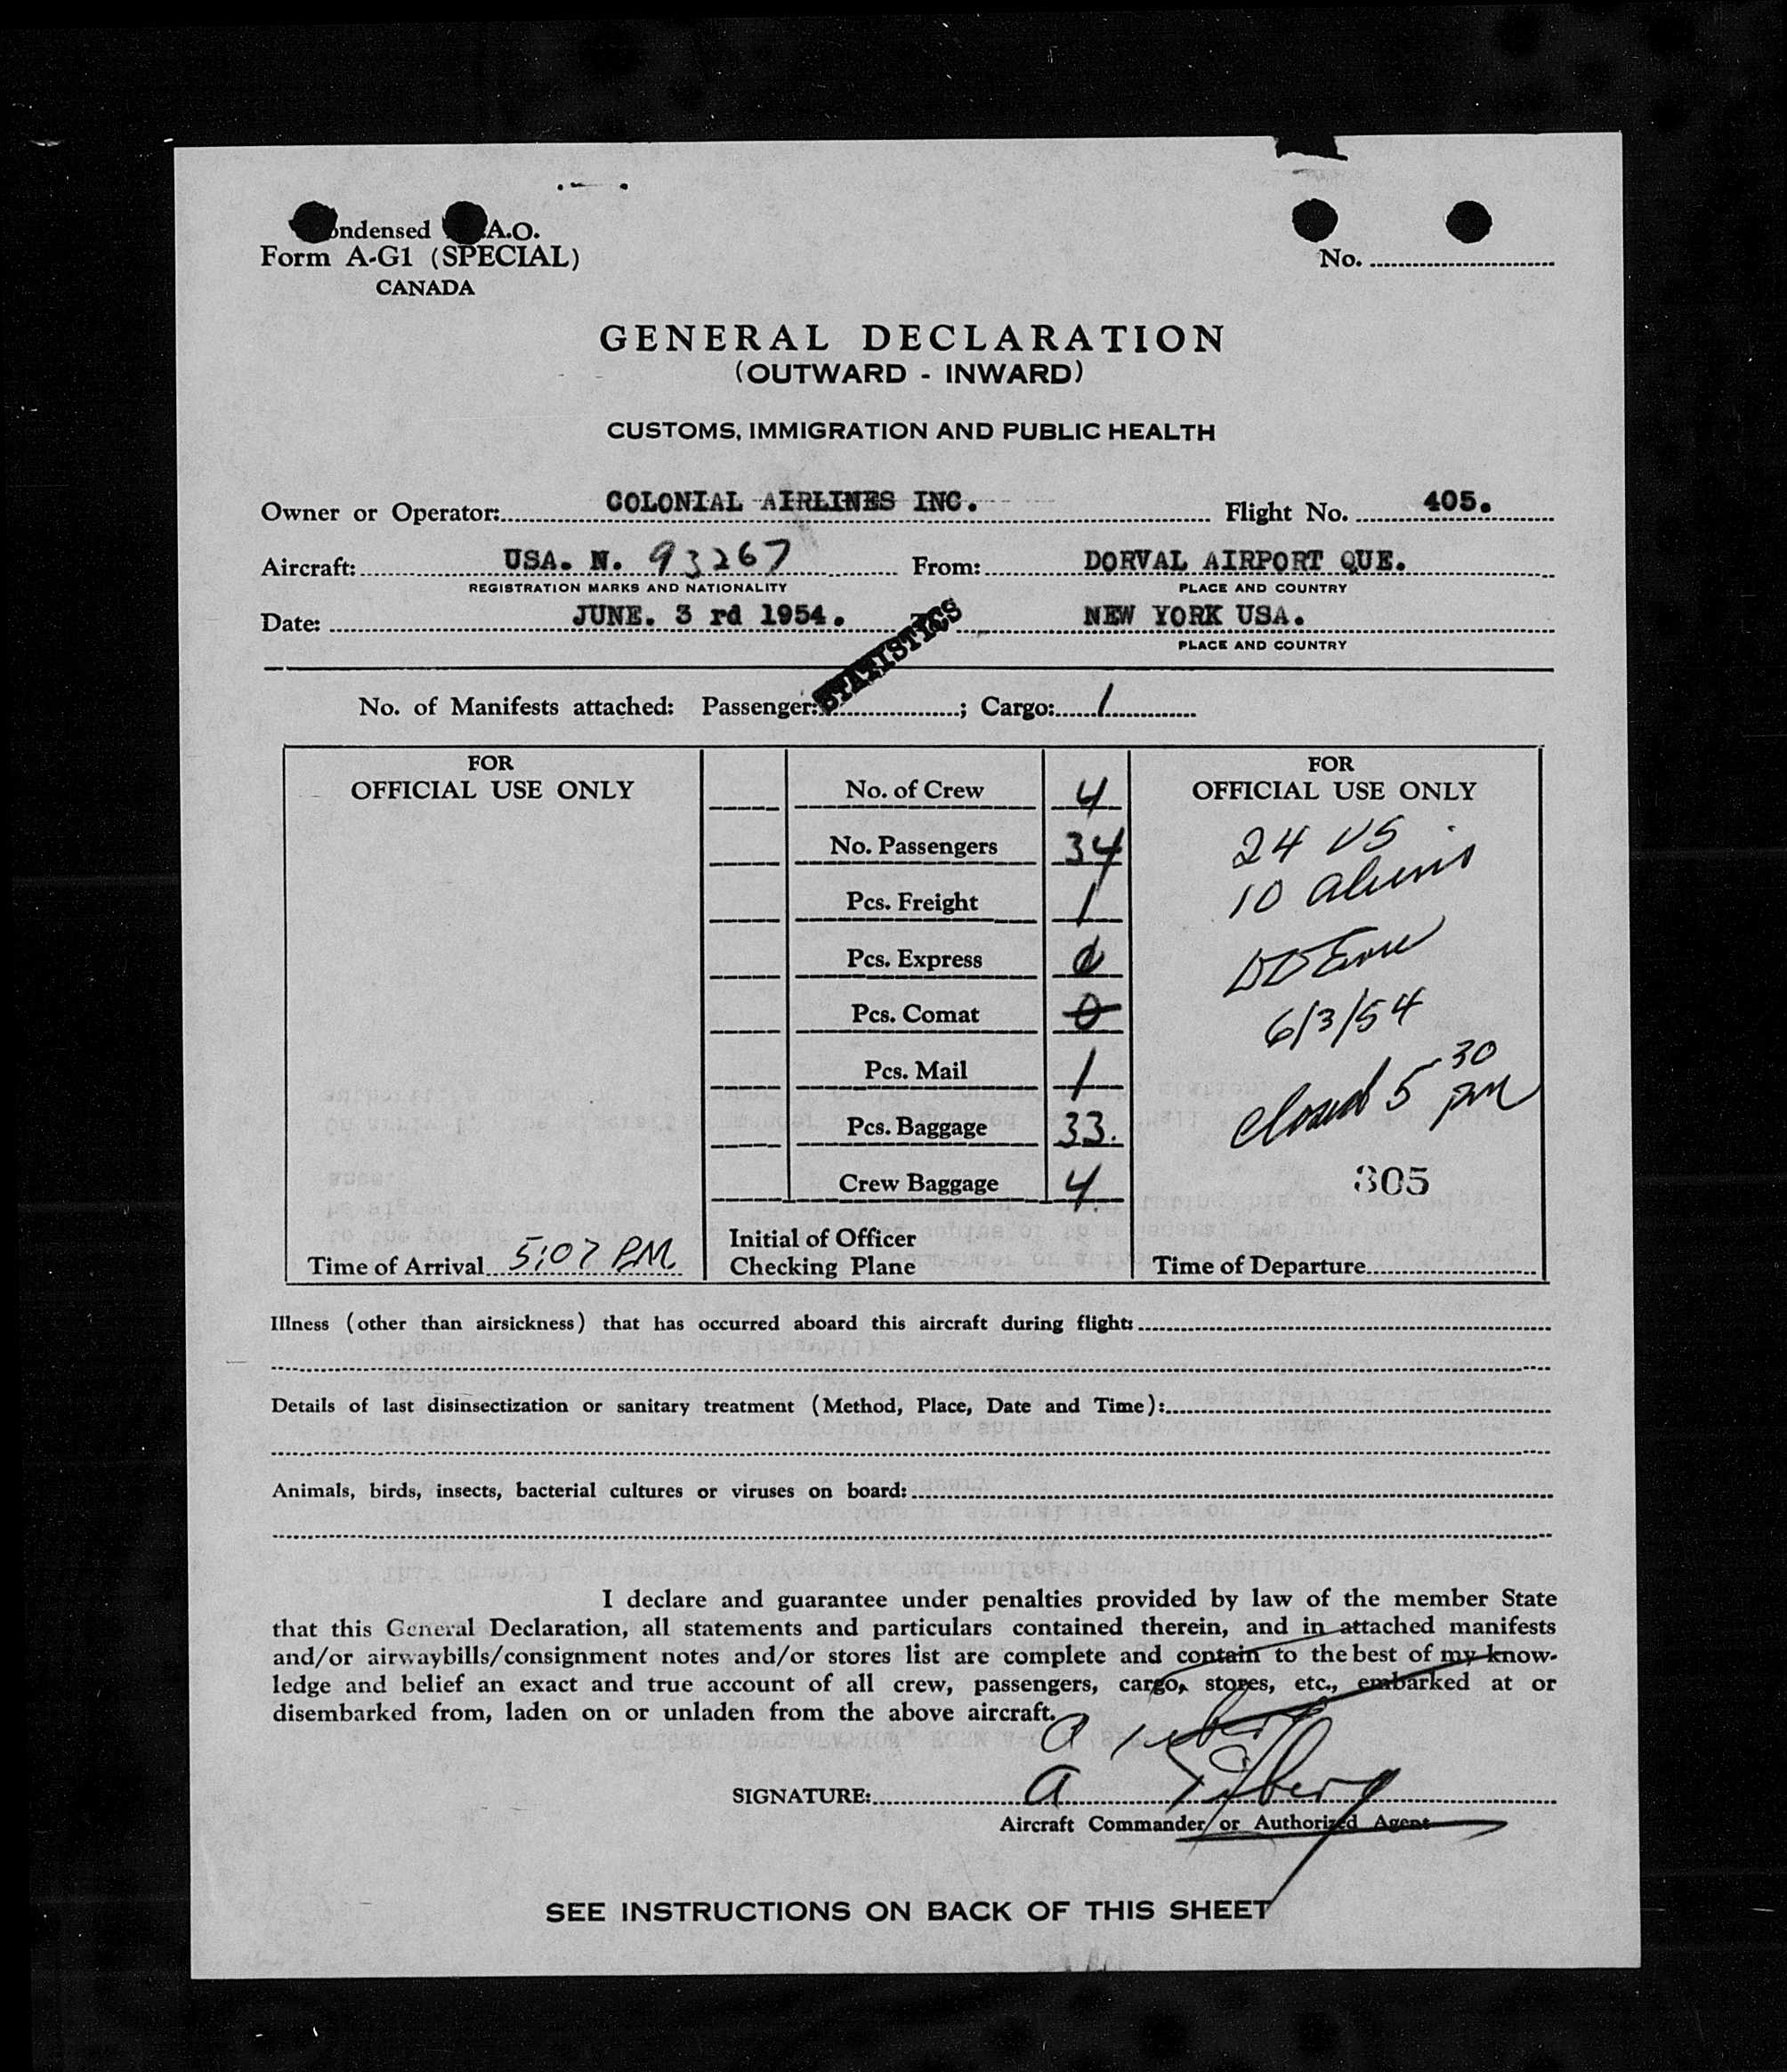 ondensed .A.O.
Form A-G1 (SPECIAL)
CANADA
No.
GENERAL DECLARATION
(OUTWARD - INWARD)
CUSTOMS, IMMIGRATION AND PUBLIC HEALTH
Owner or Operator: COLONIAL AIRLINES INC. Flight No. 405.
Aircraft: USA. N. 93267 From: DORVAL AIRPORT QUE.
REGISTRATION MARKS AND NATIONALITY PLACE AND COUNTRY
Date: JUNE. 3 rd 1954. NEW YORK USA.
PLACE AND COUNTRY
STATISTICS
No. of Manifests attached: Passenger: ; Cargo: 1
FOR
OFFICIAL USE ONLY
Time of Arrival 5:07 PM
No. of Crew 4
No. Passengers 34
Pcs. Freight 1
Pcs. Express 0
Pcs. Comat 0
Pcs. Mail 1
Pcs. Baggage 33.
Crew Baggage 4
Initial of Officer
Checking Plane
FOR
OFFICIAL USE ONLY
24 US
10 aliens
6/3/54
closed 5 30 pm
305
Time of Departure
Illness (other than airsickness) that has occurred aboard this aircraft during flight:
Details of last disinsectization or sanitary treatment (Method, Place, Date and Time):
Animals, birds, insects, bacterial cultures or viruses on board:
I declare and guarantee under penalties provided by law of the member State
that this General Declaration, all statements and particulars contained therein, and in attached manifests
and/or airwaybills/consignment notes and/or stores list are complete and contain to the best of my know-
ledge and belief an exact and true account of all crew, passengers, cargo, stores, etc., embarked at or
disembarked from, laden on or unladen from the above aircraft.
SIGNATURE: A
Aircraft Commander or Authorized Agent
SEE INSTRUCTIONS ON BACK OF THIS SHEET